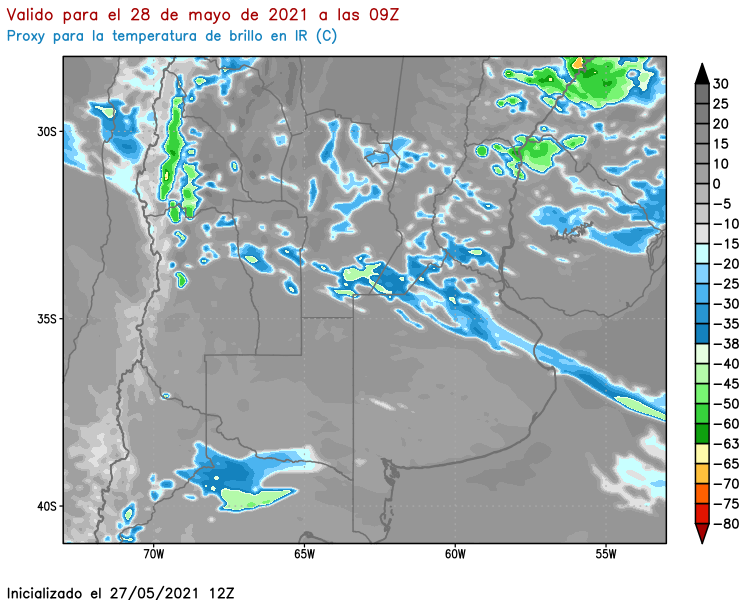 Valido para el 28 de mayo de 2021 a las 09Z
Proxy para la temperatura de brillo en IR (C)
30S
35S
40S
70W
65W
60W
55W
30
25
20
15
10
0
−5
−10
−15
−20
−25
−30
−35
−38
−40
−45
−50
−60
−63
−65
−70
−75
−80
Inicializado el 27/05/2021 12Z